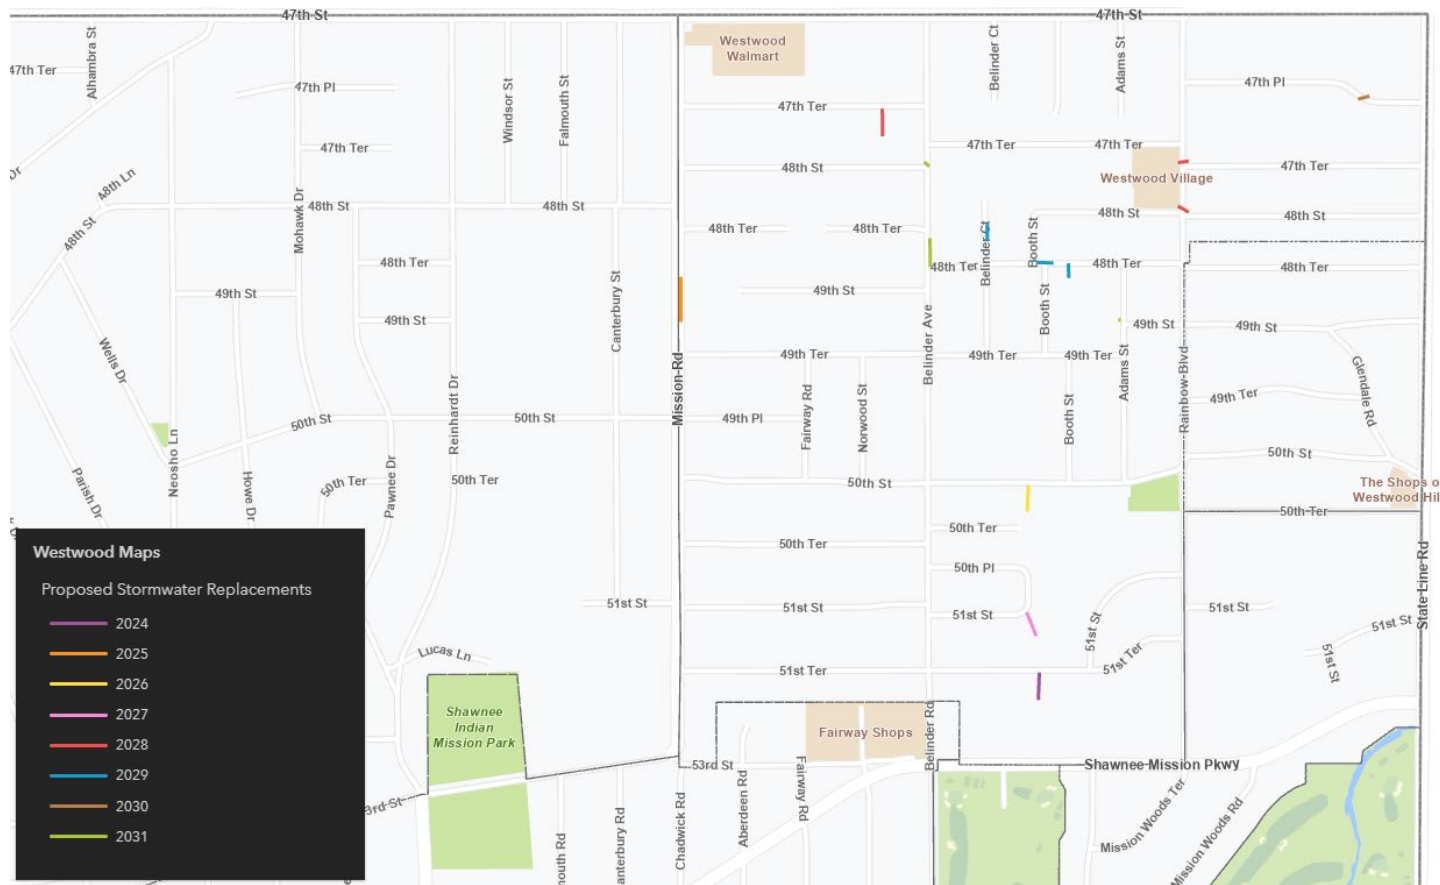 47th St
47th St
Alhambra St
47th Ter
47th Pl
Windsor St
Falmouth St
Westwood
Walmart
Belinder Ct
Adams St
47th Pl
47th Ter
47th Ter
47th Ter
47th Ter
47th Ter
Dr
48th Ln
48th St
Westwood Village
Mohawk Dr
48th St
48th St
48th St
48th St
48th St
48th Ter
48th Ter
Booth St
Belinder Ct
48th Ter
48th Ter
48th Ter
48th Ter
49th St
49th St
Canterbury St
Booth St
Belinder Ave
49th St
49th St
49th St
Wells Dr
Mission Rd
49th Ter
49th Ter
49th Ter
Adams St
Rainbow Blvd
Glendale Rd
Reinhardt Dr
49th Ter
50th St
50th St
49th Pl
Fairway Rd
Norwood St
Booth St
Neosho Ln
50th St
Parish Dr
Howe Dr
50th Ter
Pawnee Dr
50th Ter
50th St
The Shops o
Westwood Hil
50th Ter
50th Ter
50th Ter
50th Pl
State Line Rd
51st St
51st St
51st St
51st St
51st St
51st St
51st St
Lucas Ln
51st Ter
51st Ter
Shawnee
Indian
Mission Park
Fairway Shops
Belinder Rd
53rd St
Shawnee Mission Pkwy
3rd St
mouth Rd
anterbury Rd
Chadwick Rd
Aberdeen Rd
Fairway Rd
Mission Woods Ter
Mission Woods Rd
Westwood Maps
Proposed Stormwater Replacements
2024
2025
2026
2027
2028
2029
2030
2031